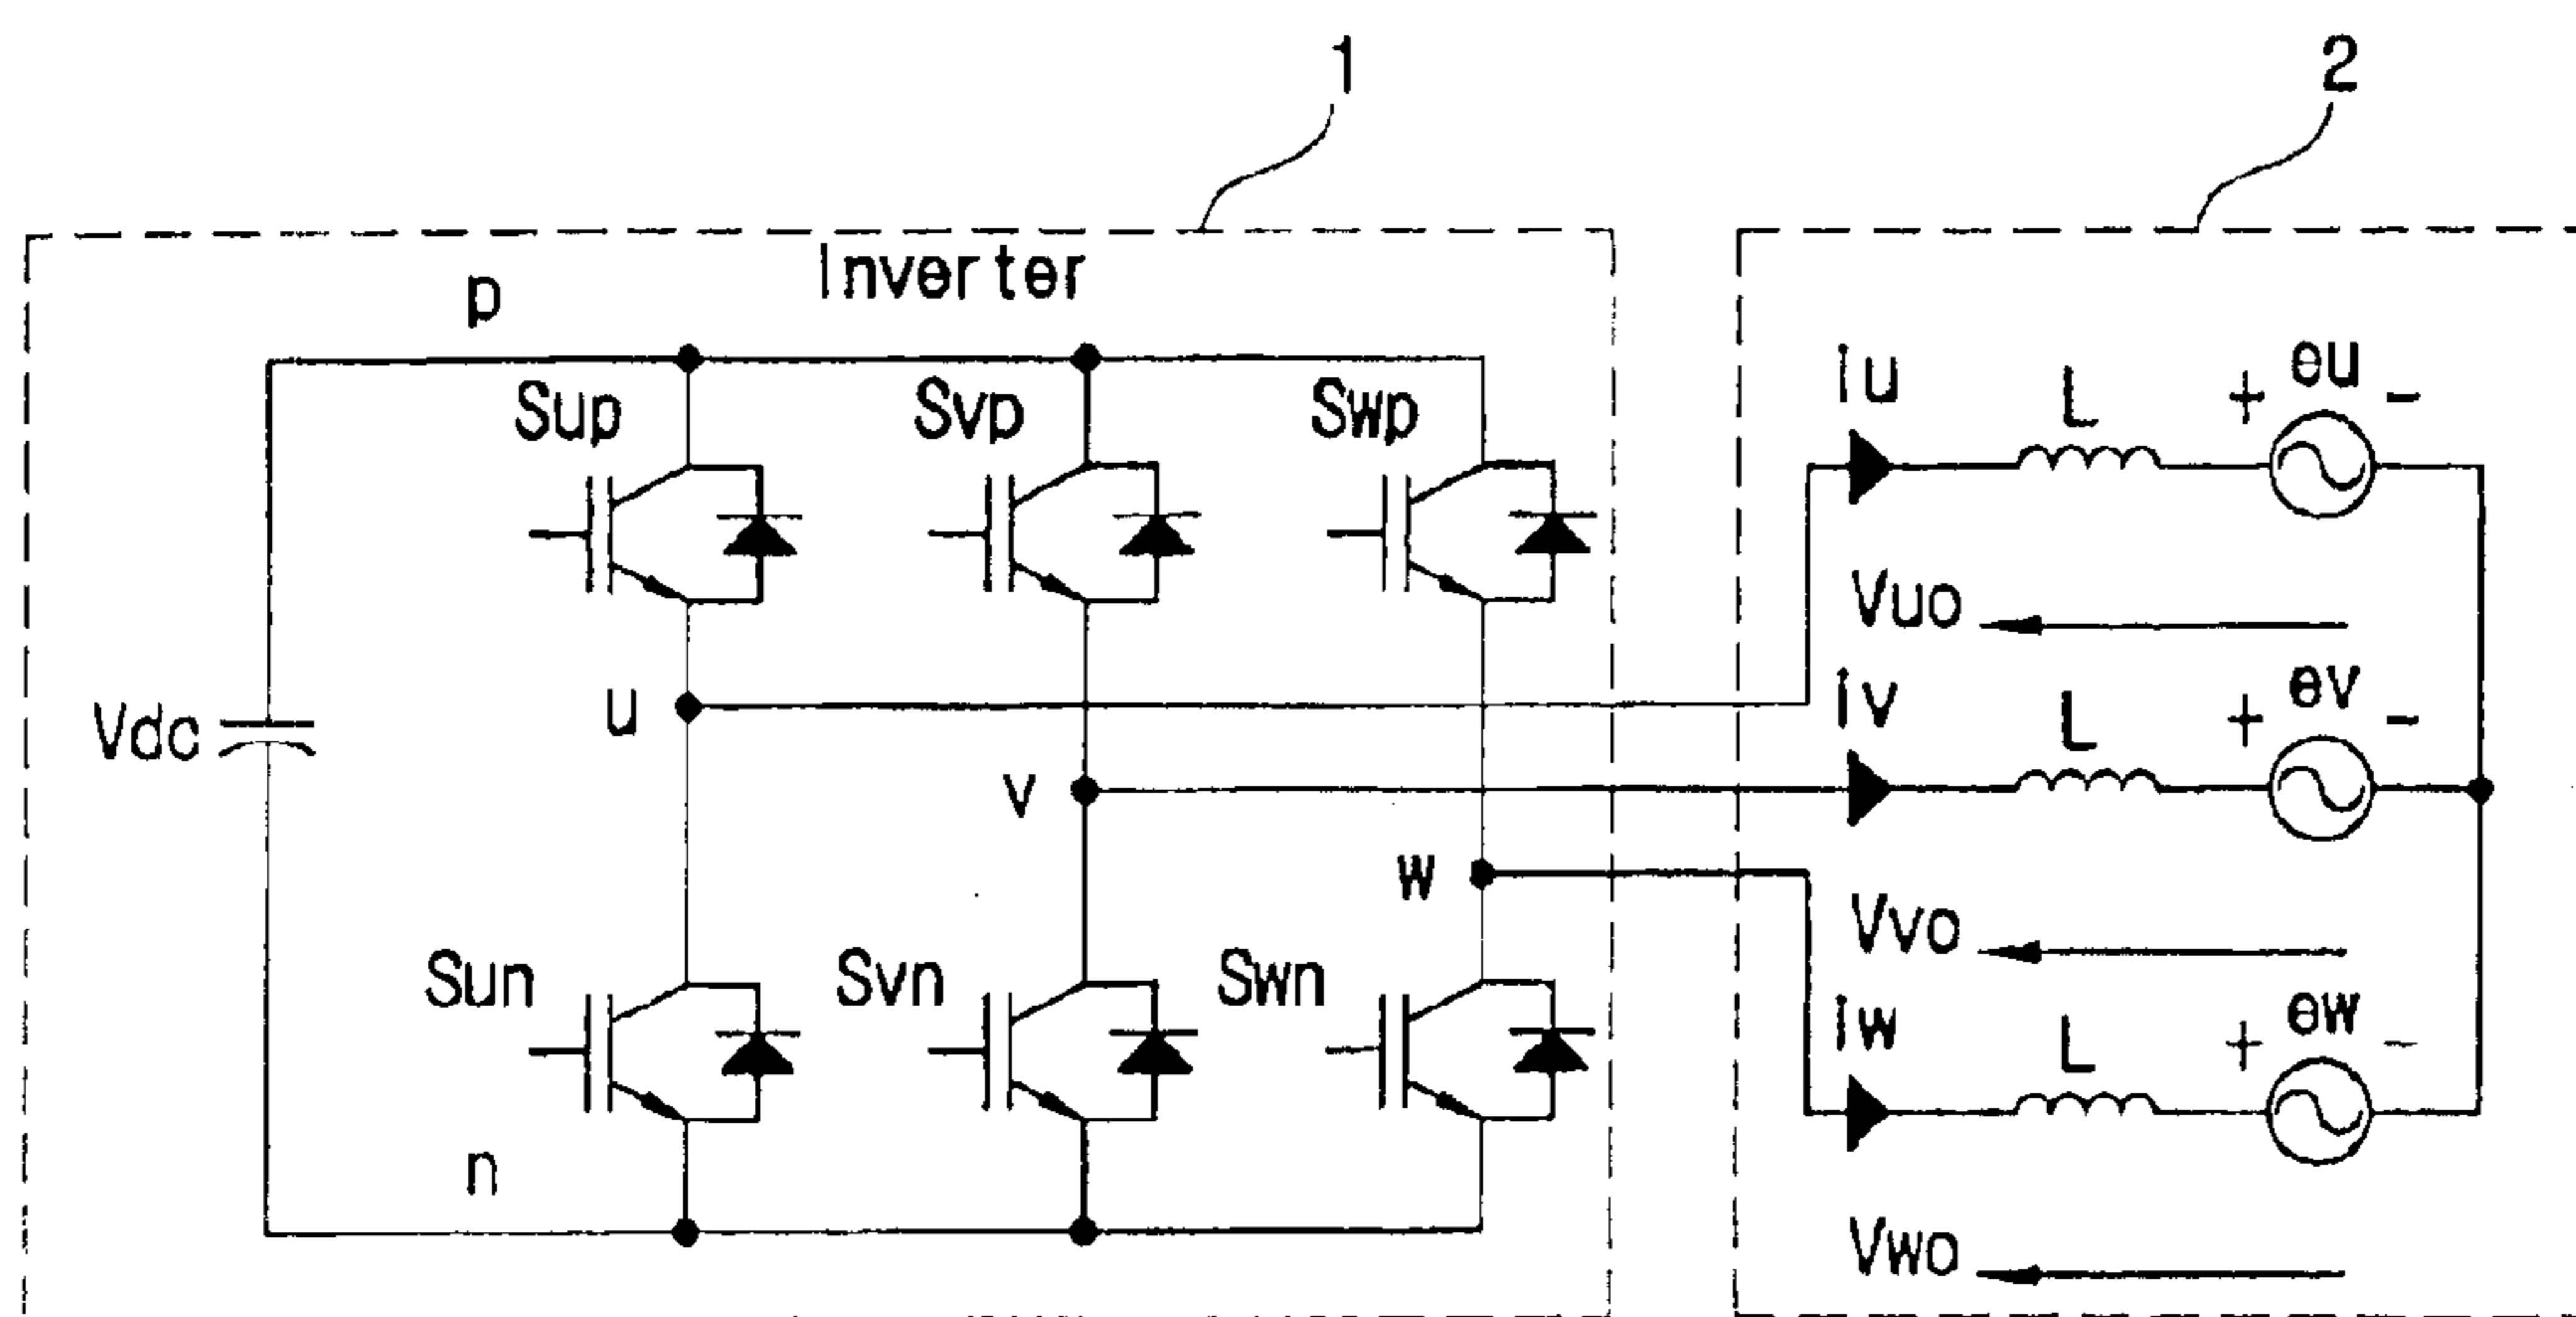 1
2
Inverter
p
Sup
Svp
Swp
iu
L
+
eu
-
Vuo
u
Vdc
iv
L
+
ev
-
v
w
Vvo
Sun
Svn
Swn
iw
L
+
ew
-
n
Vwo